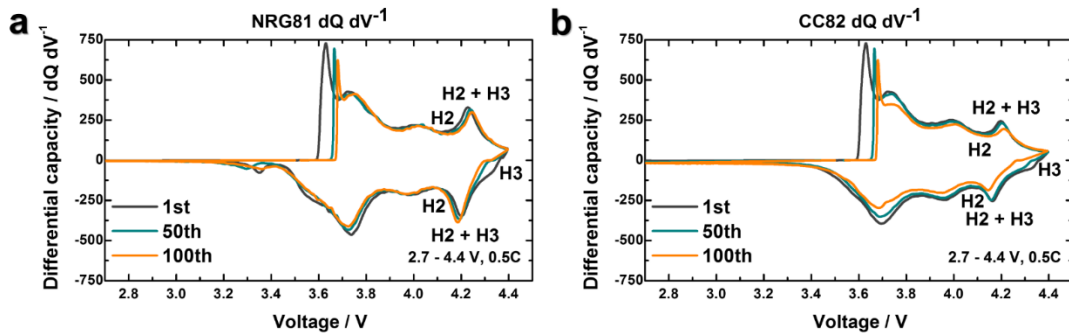 a
NRG81 dQ dV-1
Differential capacity / dQ dV-1
750
500
250
0
-250
-500
-750
H2 + H3
H2
H3
H2
H2 + H3
1st
50th
100th
2.7 - 4.4 V, 0.5C
2.8 3.0 3.2 3.4 3.6 3.8 4.0 4.2 4.4
Voltage / V
b
CC82 dQ dV-1
Differential capacity / dQ dV-1
750
500
250
0
-250
-500
-750
H2 + H3
H2
H3
H2
H2 + H3
1st
50th
100th
2.7 - 4.4 V, 0.5C
2.8 3.0 3.2 3.4 3.6 3.8 4.0 4.2 4.4
Voltage / V